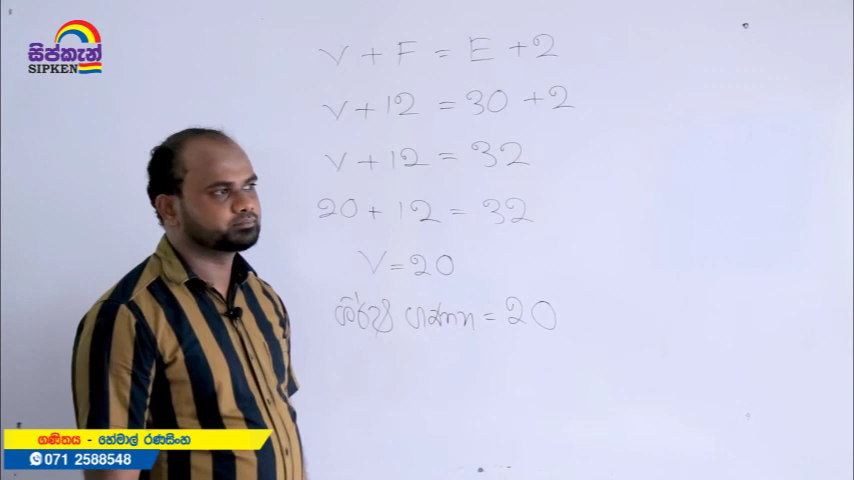 සිප්කැන්
SIPKEN
V + F = E + 2
V + 12 = 30 + 2
V + 12 = 32
20 + 12 = 32
V = 20
ශීර්ෂ ගණන = 20
ගණිතය - හේමාල් රණසිංහ
071 2588548